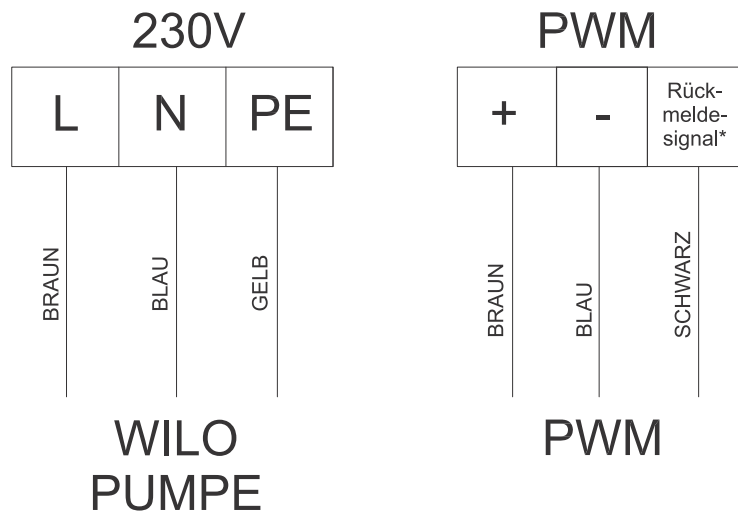 230V
L N PE
BRAUN
BLAU
GELB
WILO
PUMPE
PWM
+ - Rück-
melde-
signal*
BRAUN
BLAU
SCHWARZ
PWM